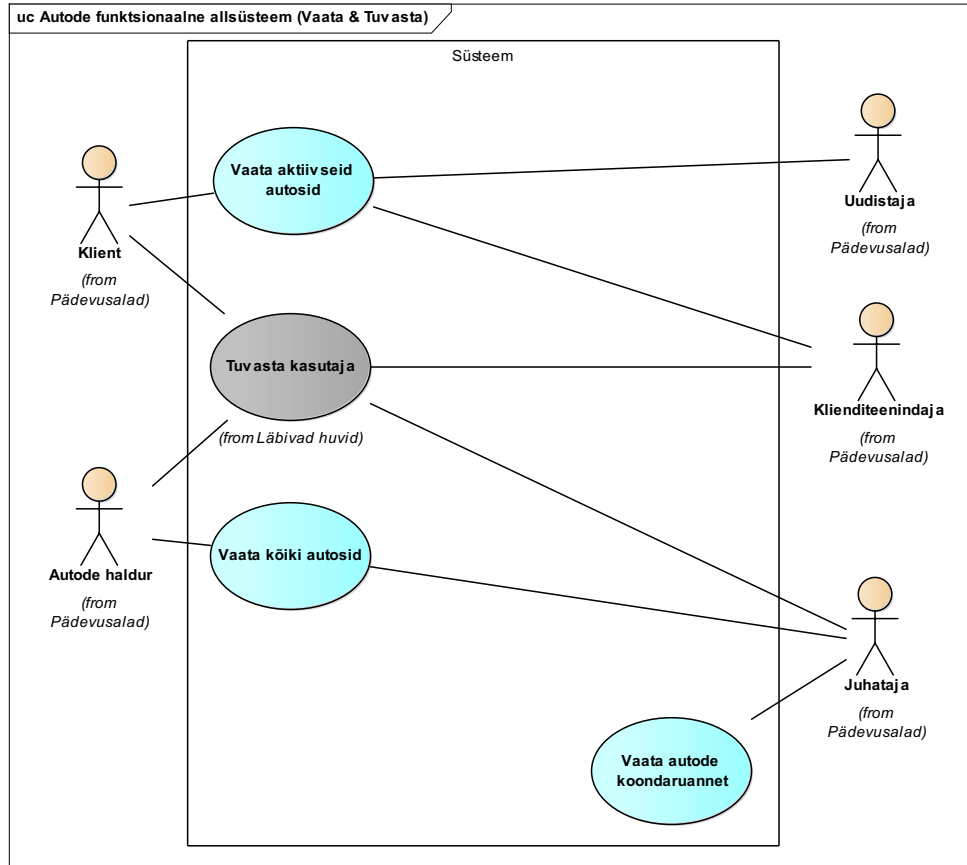 uc Autode funktsionaalne allsüsteem (Vaata & Tuvasta)
Süsteem
Vaata aktiivseid
autosid
Klient
(from
Pädevusalad)
Uudistaja
(from
Pädevusalad)
Tuvasta kasutaja
(from Läbivad huvid)
Klienditeenindaja
(from
Pädevusalad)
Autode haldur
(from
Pädevusalad)
Vaata kõiki autosid
Juhataja
(from
Pädevusalad)
Vaata autode
koondaruannet